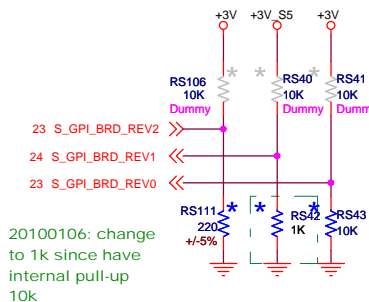 +3V +3V_S5 +3V
RS106 RS40 RS41
10K 10K 10K
Dummy Dummy Dumm
23 S_GPI_BRD_REV2
24 S_GPI_BRD_REV1
23 S_GPI_BRD_REV0
RS111 RS42 RS43
220 1K 10K
+/-5%
20100106: change
to 1k since have
internal pull-up
10k